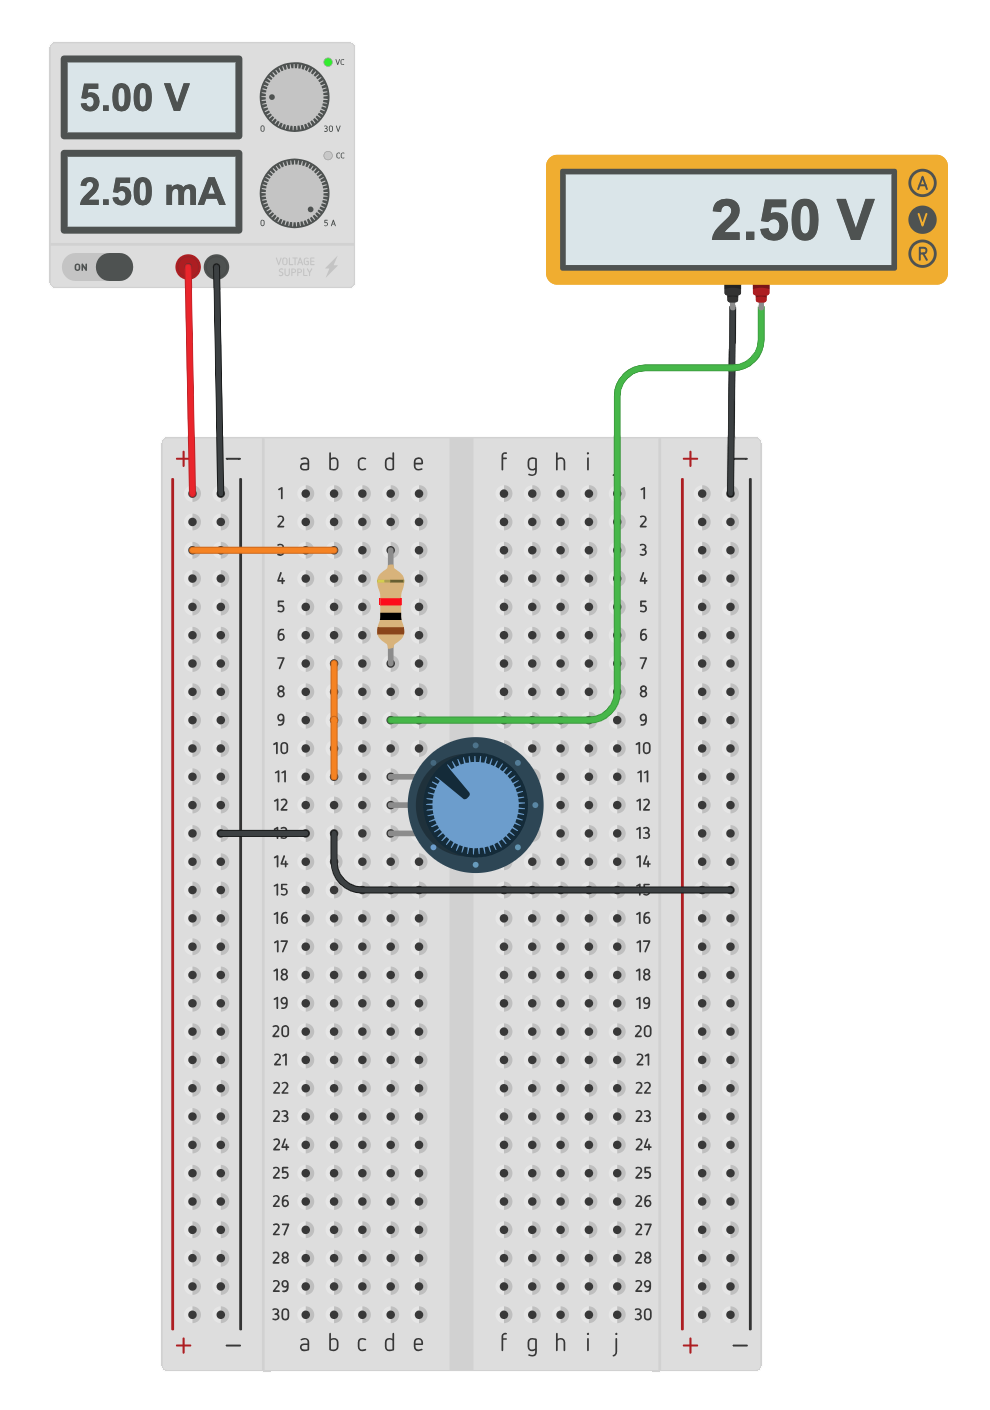 5.00 V
VC
0 30 V
2.50 mA
CC
0 5 A
ON
VOLTAGE
SUPPLY
2.50 V
A
V
R
+ − a b c d e f g h i + −
1 1
2 2
3 3
4 4
5 5
6 6
7 7
8 8
9 9
10 10
11 11
12 12
13 13
14 14
15 15
16 16
17 17
18 18
19 19
20 20
21 21
22 22
23 23
24 24
25 25
26 26
27 27
28 28
29 29
30 30
+ − a b c d e f g h i j + −